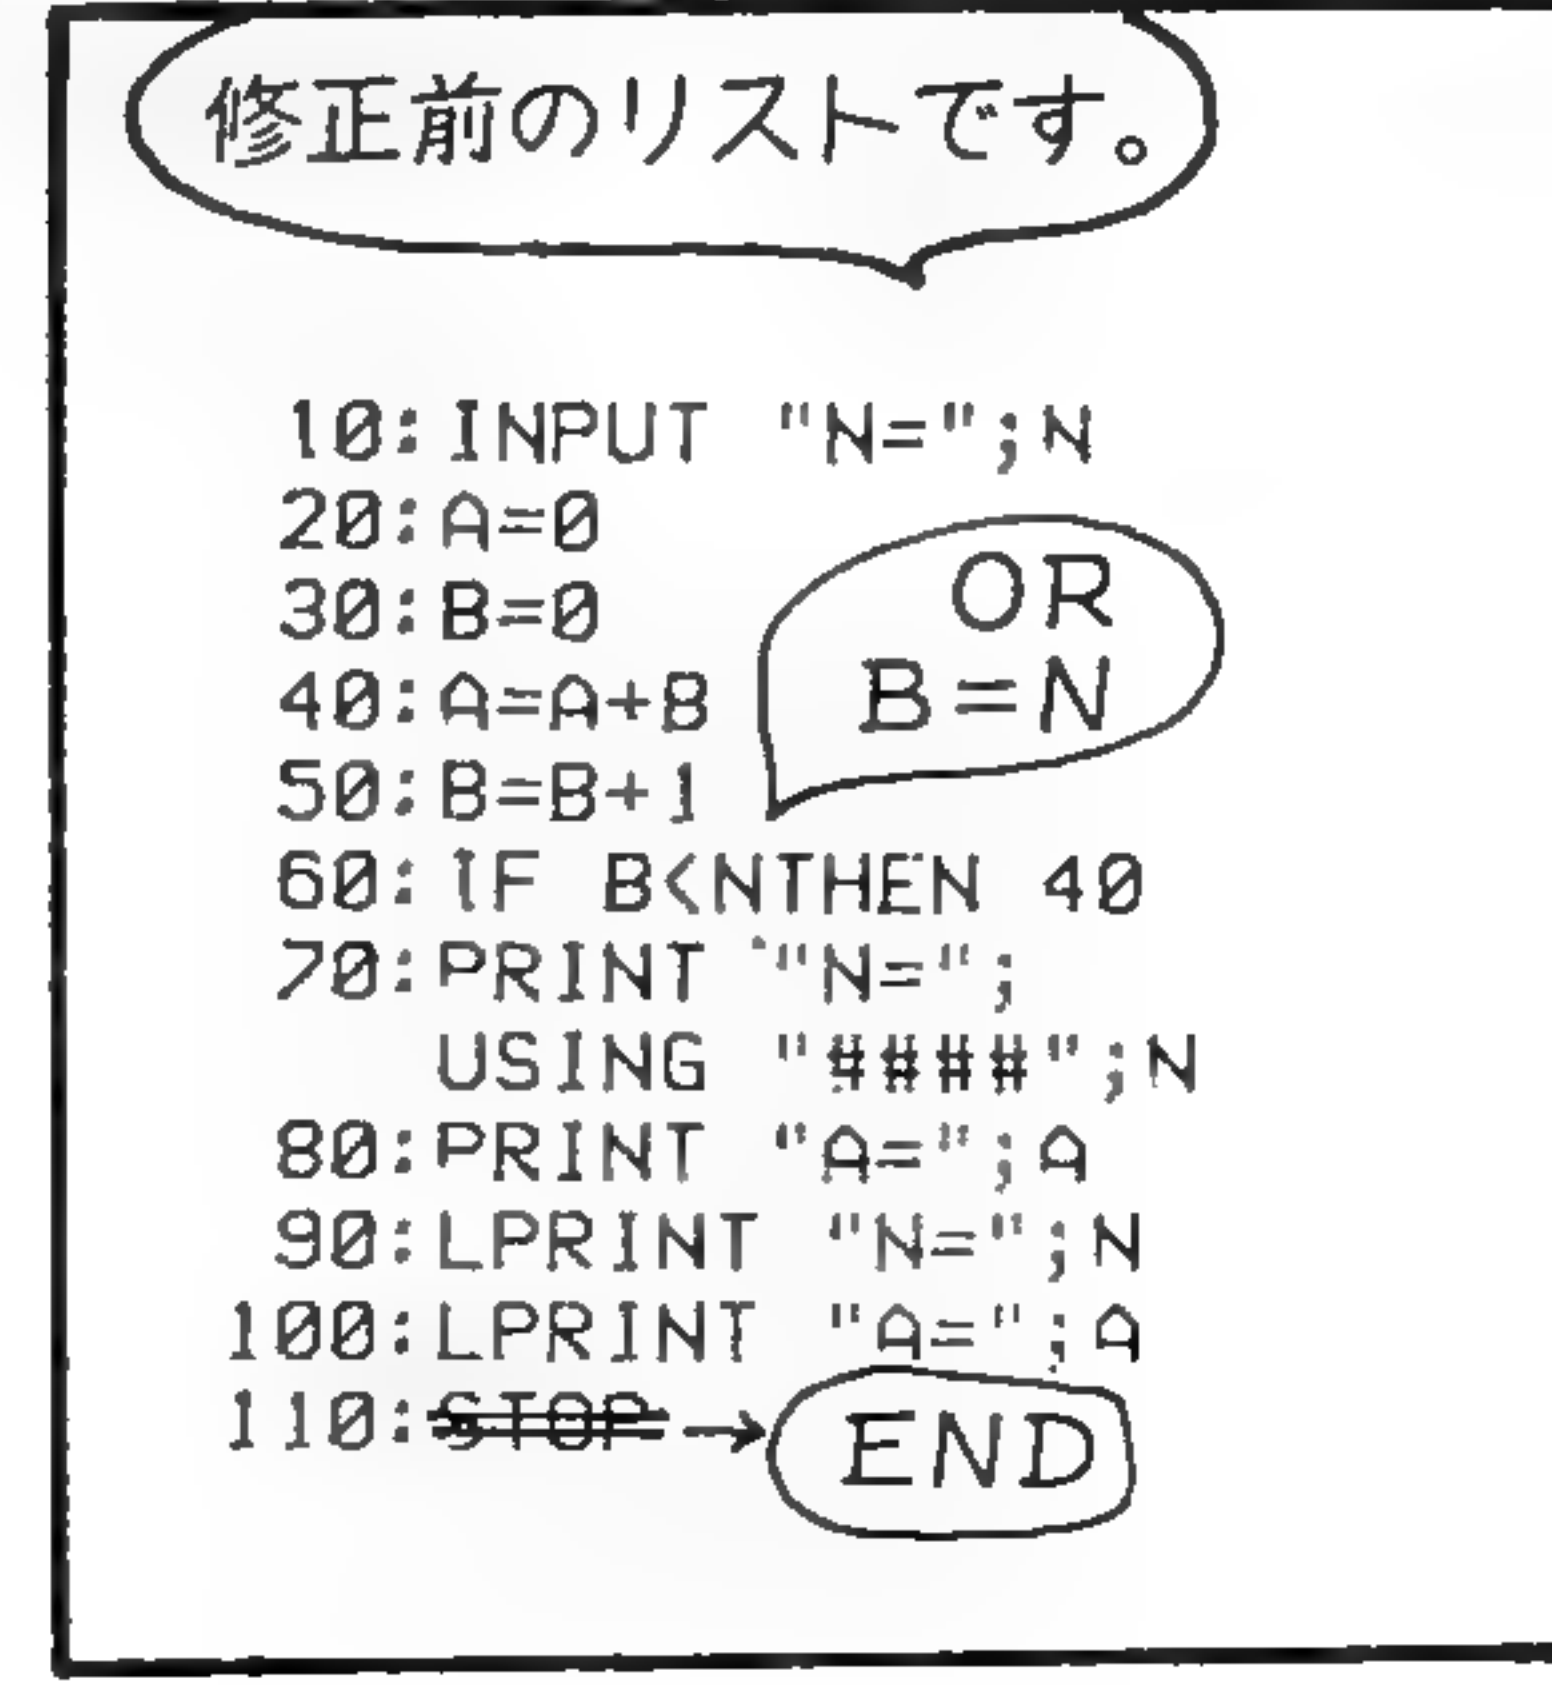 修正前のリストです。
10:INPUT "N=";N
20:A=0
30:B=0
OR
B=N
40:A=A+B
50:B=B+1
60:IF B<NTHEN 40
70:PRINT "N=";
USING "####";N
80:PRINT "A=";A
90:LPRINT "N=";N
100:LPRINT "A=";A
110:STOP→END